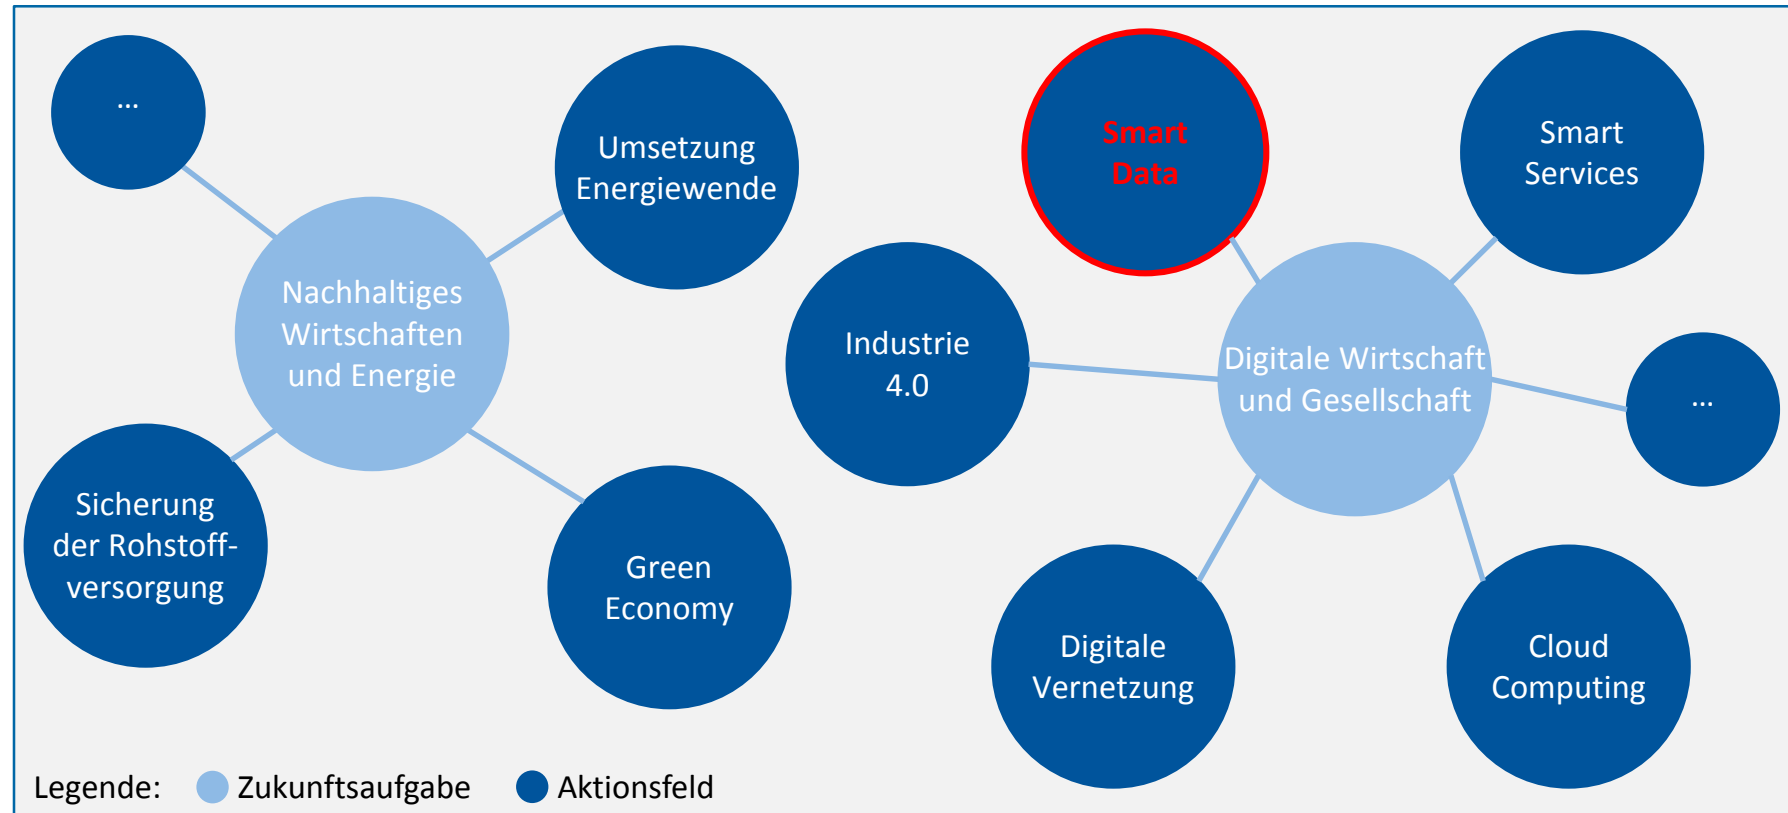 ...
Umsetzung
Energiewende
Nachhaltiges
Wirtschaften
und Energie
Sicherung
der Rohstoff-
versorgung
Green
Economy
Smart
Data
Smart
Services
Industrie
4.0
Digitale Wirtschaft
und Gesellschaft
...
Digitale
Vernetzung
Cloud
Computing
Legende: Zukunftsaufgabe Aktionsfeld